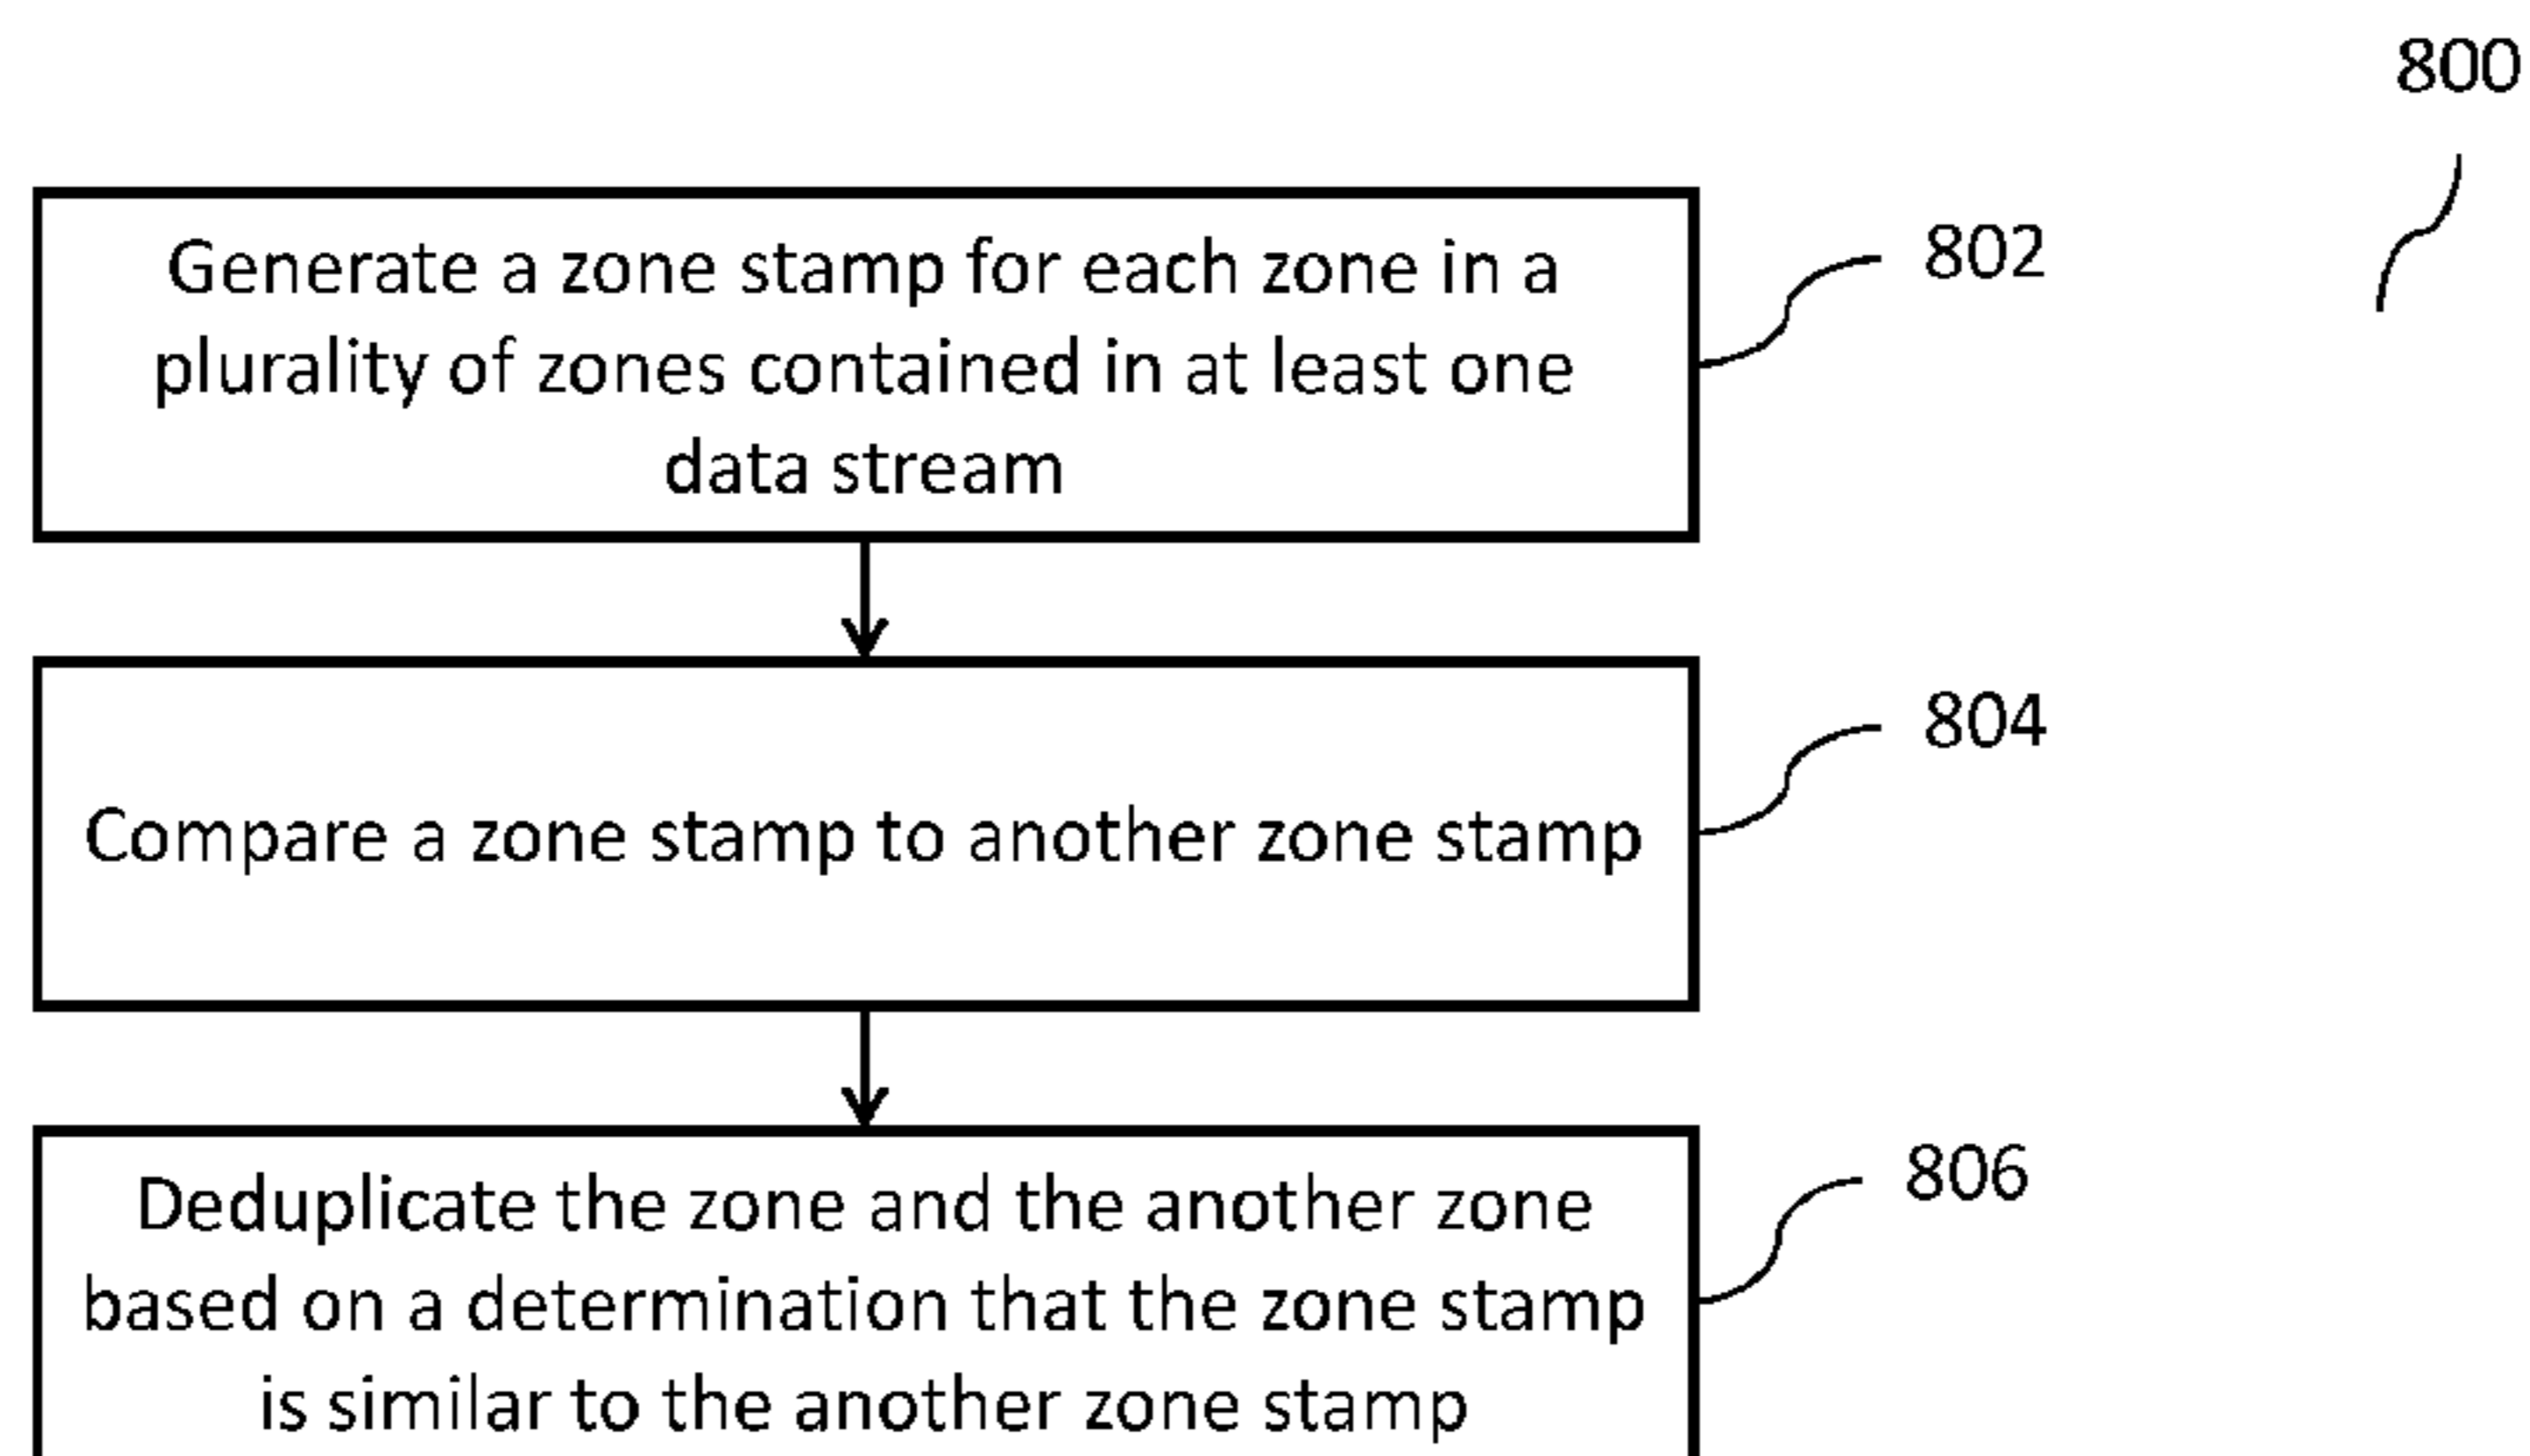 800
Generate a zone stamp for each zone in a
plurality of zones contained in at least one
data stream
802
Compare a zone stamp to another zone stamp
804
Deduplicate the zone and the another zone
based on a determination that the zone stamp
is similar to the another zone stamp
806